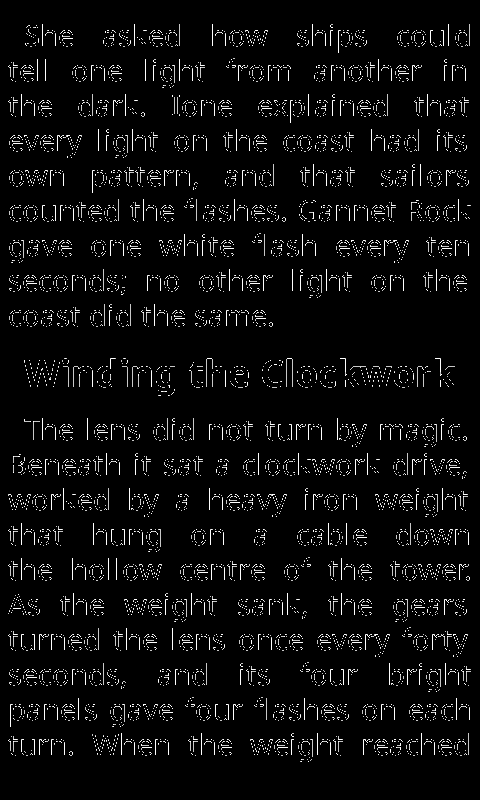 She asked how ships could
tell one light from another in
the dark. Ione explained that
every light on the coast had its
own pattern, and that sailors
counted the flashes. Gannet Rock
gave one white flash every ten
seconds; no other light on the
coast did the same.
Winding the Clockwork
The lens did not turn by magic.
Beneath it sat a clockwork drive,
worked by a heavy iron weight
that hung on a cable down
the hollow centre of the tower.
As the weight sank, the gears
turned the lens once every forty
seconds, and its four bright
panels gave four flashes on each
turn. When the weight reached